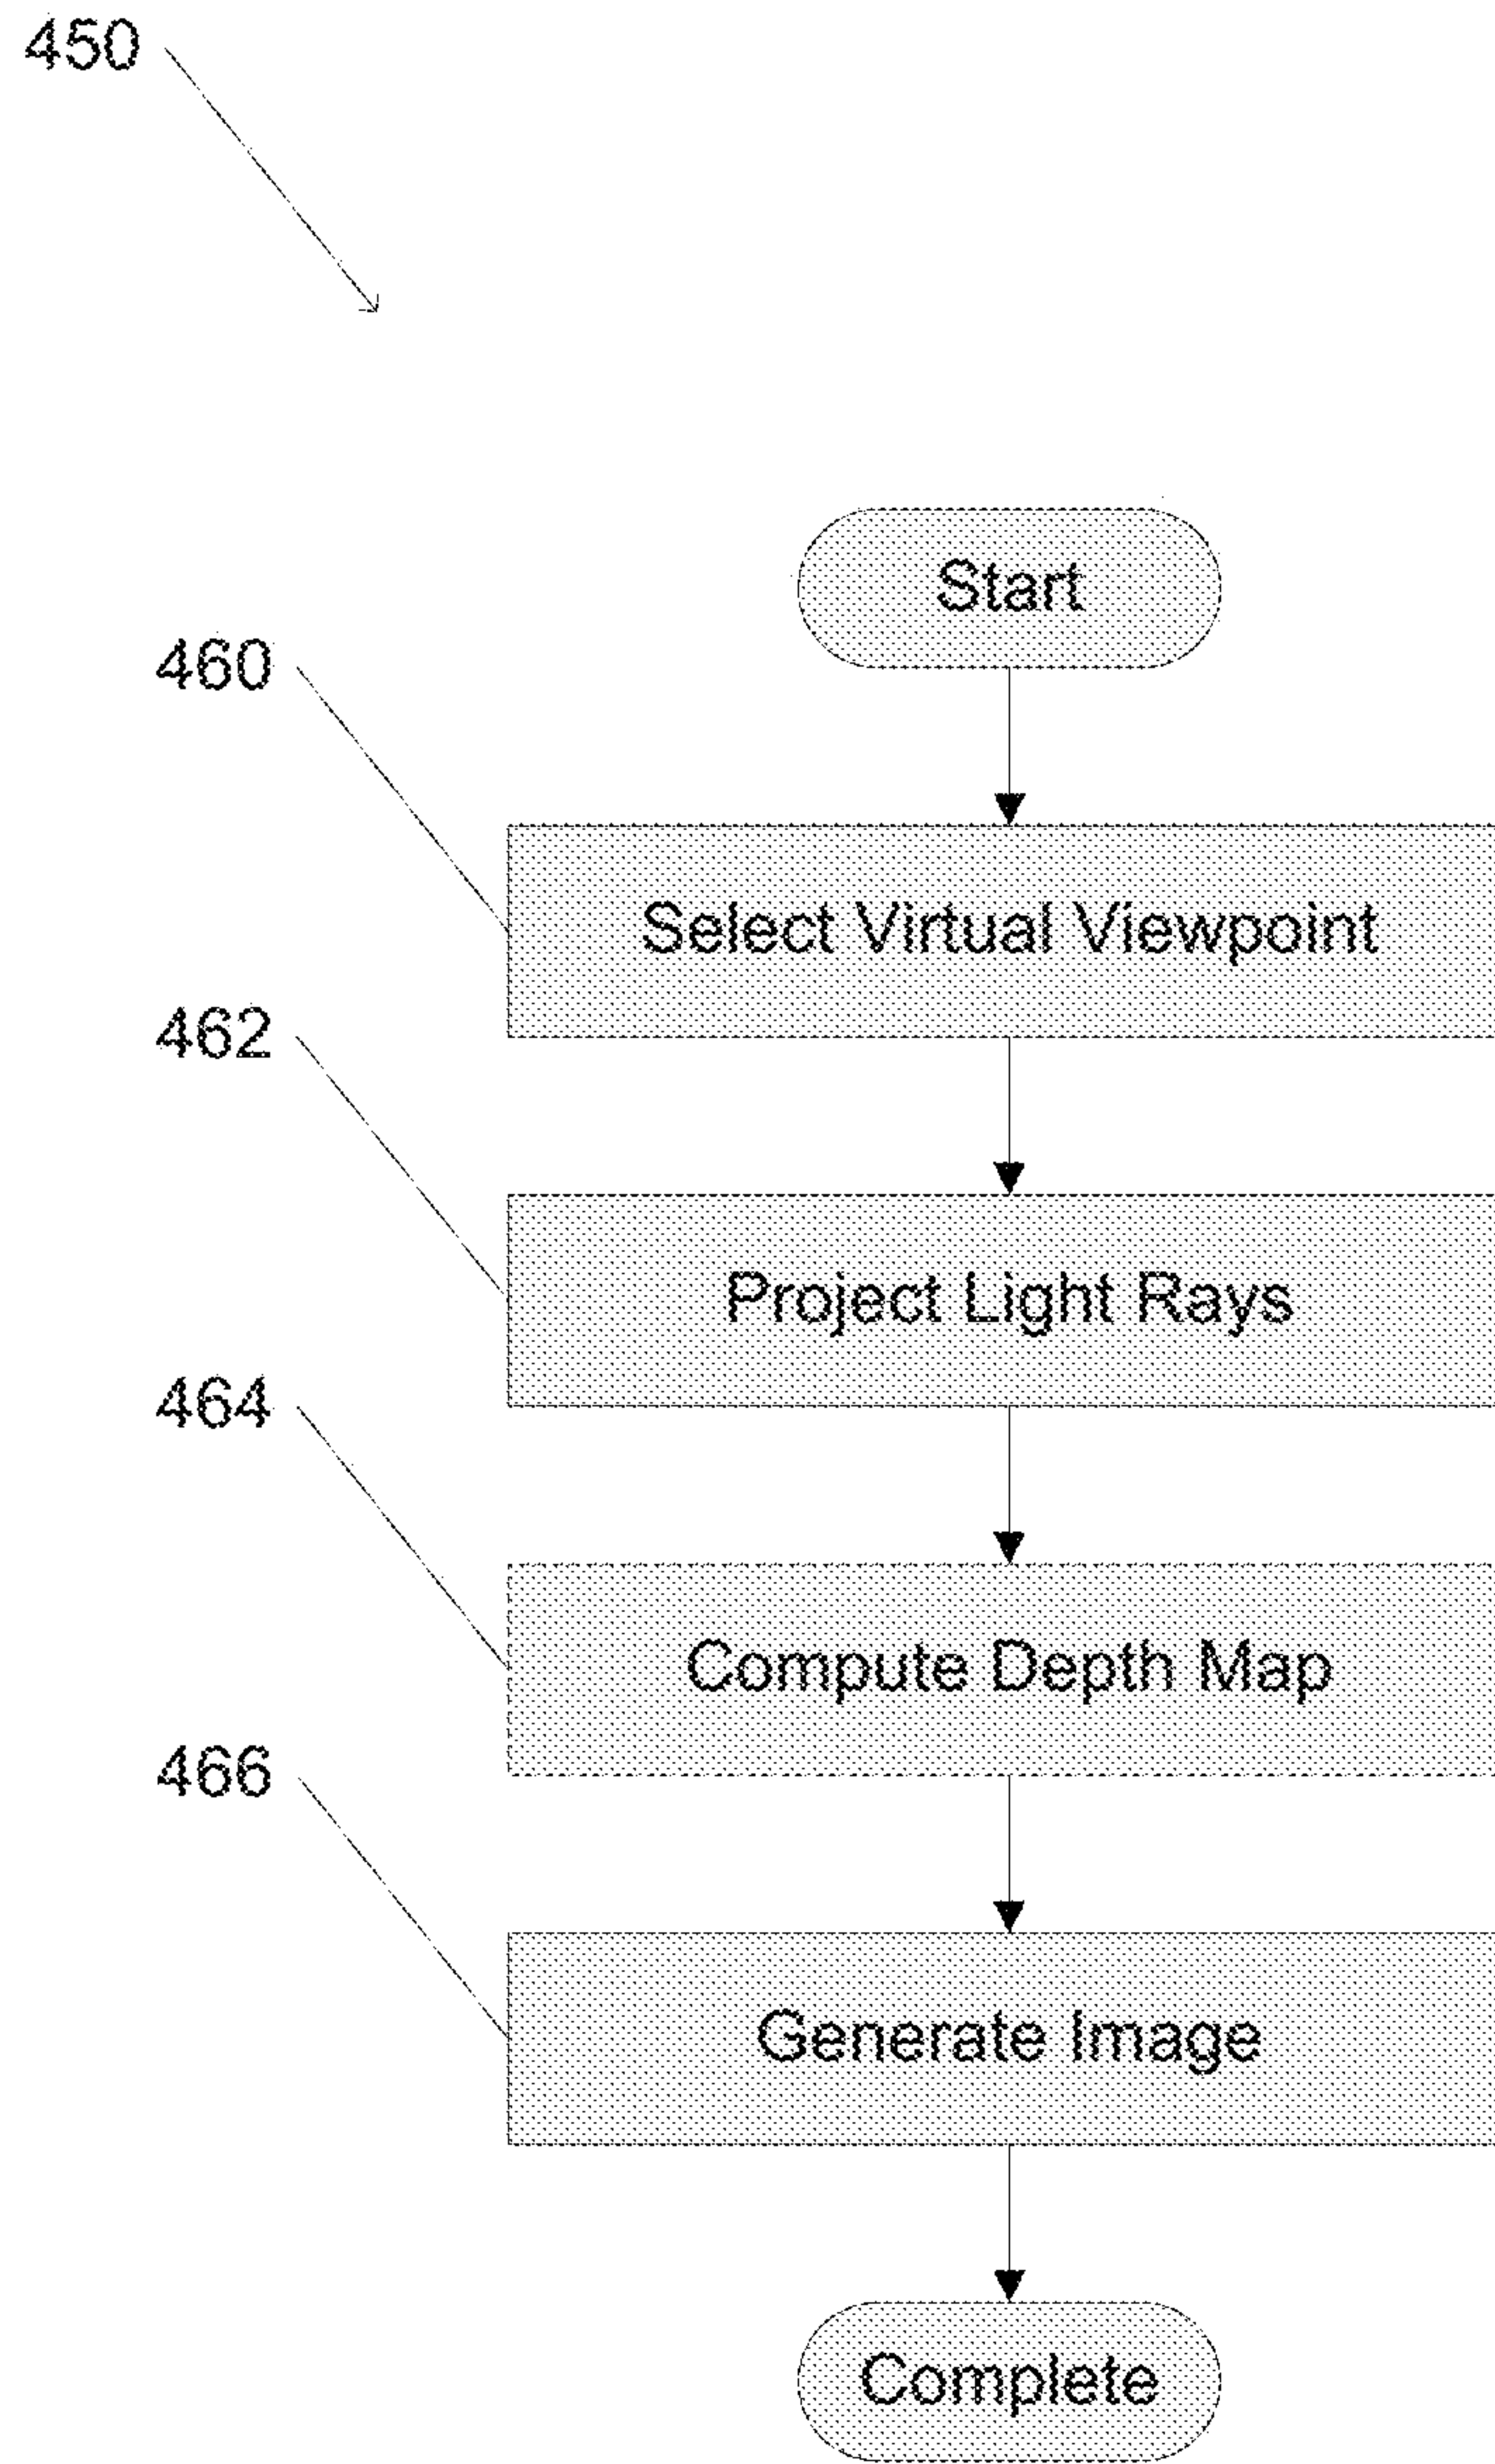 450
Start
460
Select Virtual Viewpoint
462
Project Light Rays
464
Compute Depth Map
466
Generate Image
Complete